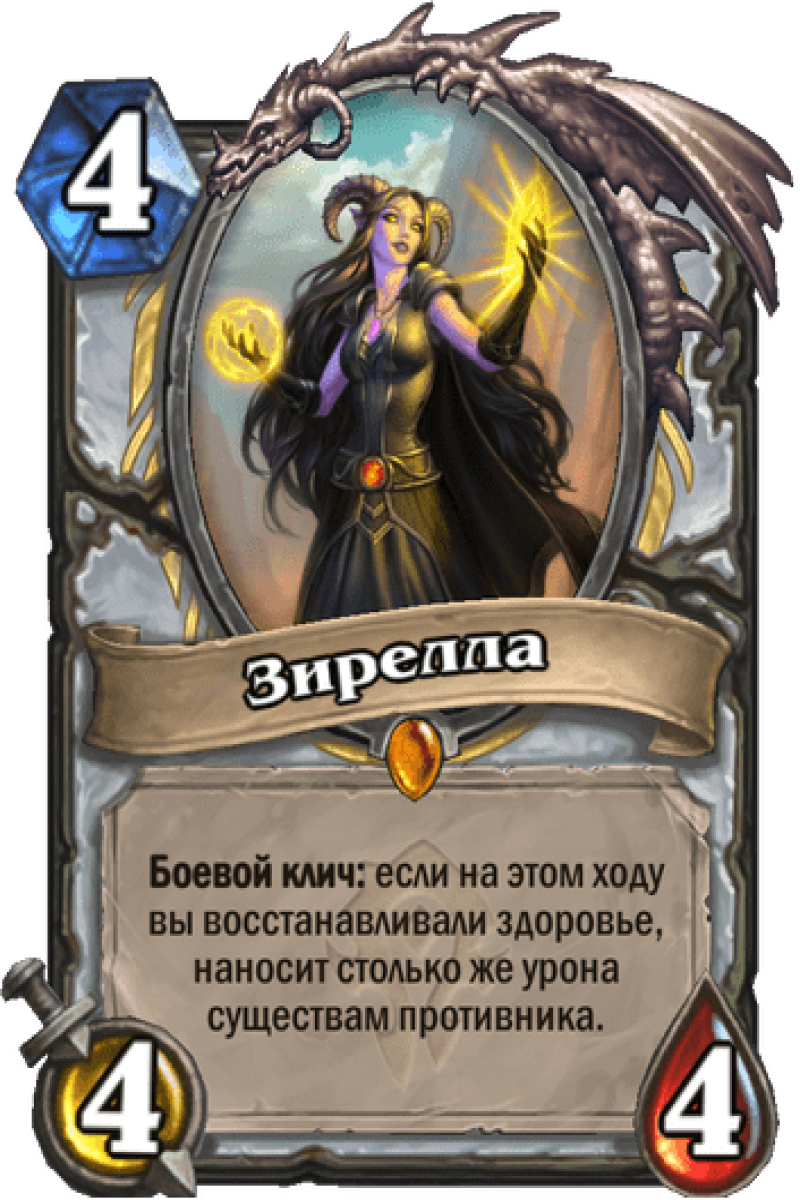 4
Зирелла
Боевой клич: если на этом ходу
вы восстанавливали здоровье,
наносит столько же урона
существам противника.
4
4